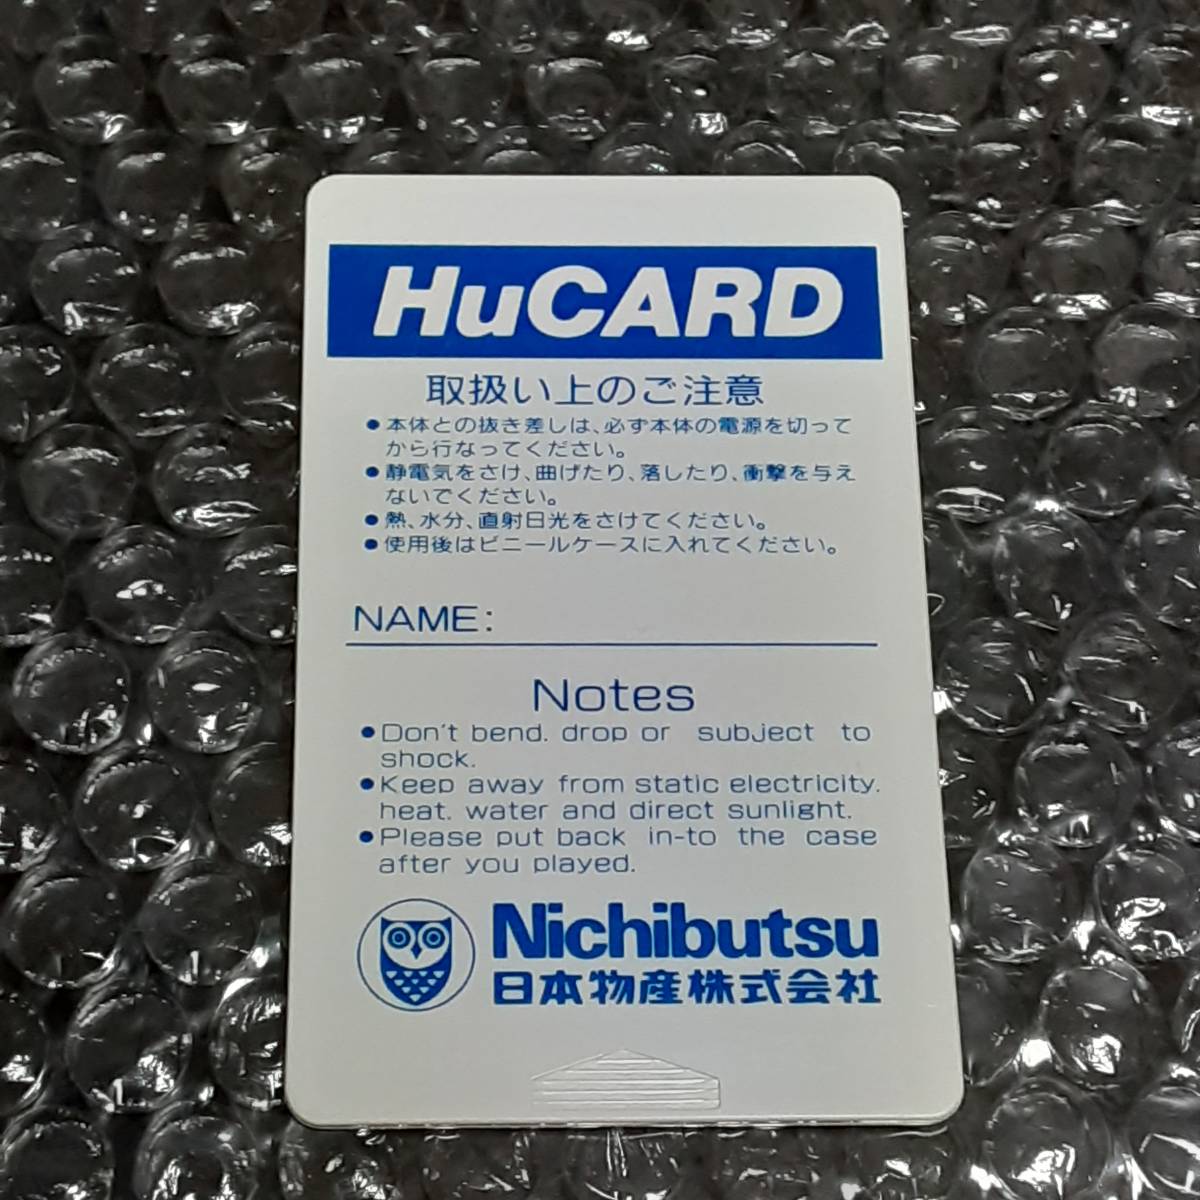 HuCARD
取扱い上のご注意
●本体との抜き差しは、必ず本体の電源を切って
から行なってください。
●静電気をさけ、曲げたり、落したり、衝撃を与え
ないでください。
●熱、水分、直射日光をさけてください。
●使用後はビニールケースに入れてください。
NAME:
Notes
●Don't bend. drop or subject to
shock.
●Keep away from static electricity.
heat. water and direct sunlight.
●Please put back in-to the case
after you played.
Nichibutsu
日本物産株式会社